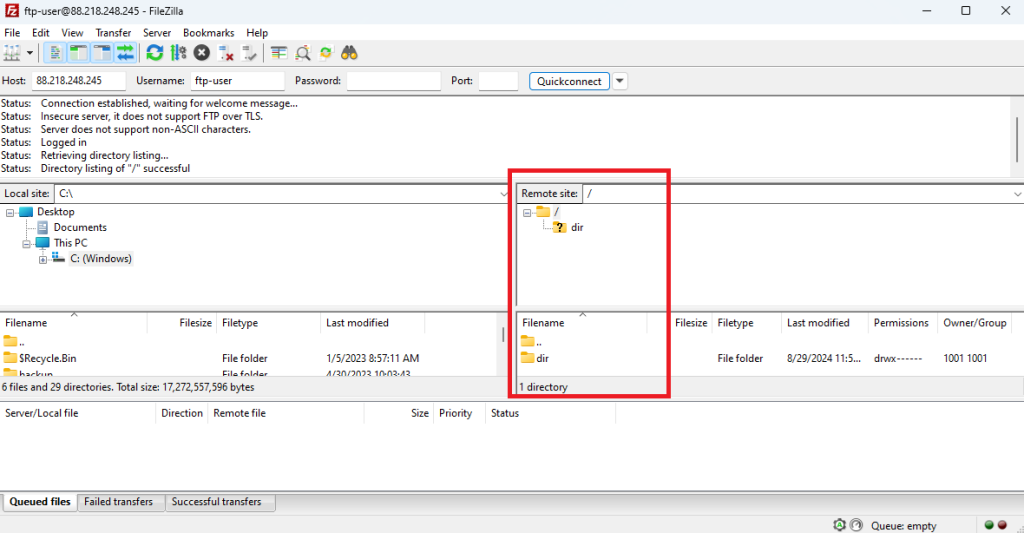 ftp-user@88.218.248.245 - FileZilla
File Edit View Transfer Server Bookmarks Help
Host: 88.218.248.245 Username: ftp-user Password: Port: Quickconnect
Status: Connection established, waiting for welcome message...
Status: Insecure server, it does not support FTP over TLS.
Status: Server does not support non-ASCII characters.
Status: Logged in
Status: Retrieving directory listing...
Status: Directory listing of "/" successful
Local site: C:\
Desktop
Documents
This PC
C: (Windows)
Remote site: /
/
dir
Filename Filesize Filetype Last modified
..
$Recycle.Bin File folder 1/5/2023 8:57:11 AM
backup File folder 4/30/2023 10:03:43
6 files and 29 directories. Total size: 17,272,557,596 bytes
Filename Filesize Filetype Last modified Permissions Owner/Group
..
dir File folder 8/29/2024 11:5... drwx------ 1001 1001
1 directory
Server/Local file Direction Remote file Size Priority Status
Queued files Failed transfers Successful transfers
Queue: empty